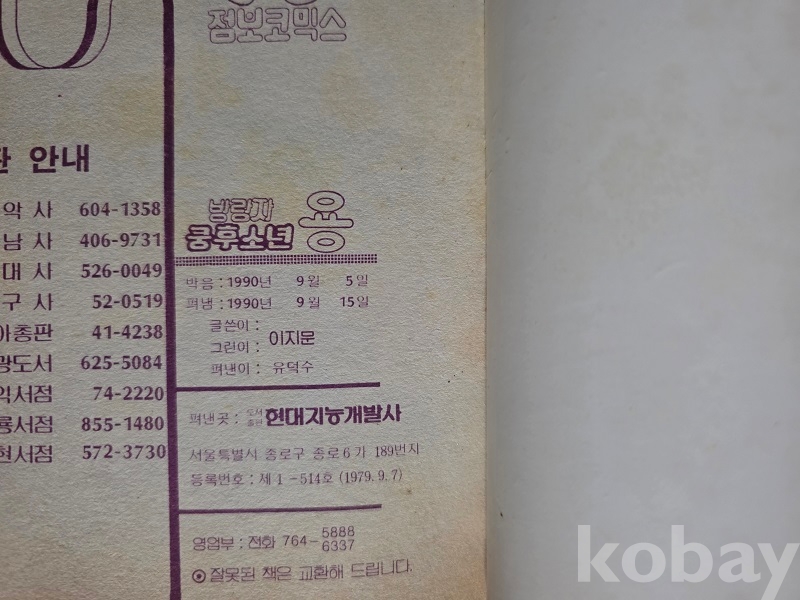 점보코믹스
안내
악 사 604-1358
남 사 406-9731
대 사 526-0049
구 사 52-0519
총판 41-4238
도서 625-5084
서점 74-2220
서점 855-1480
현서점 572-3730
방랑자
쿵후소년 용
박음 : 1990년 9월 5일
펴냄 : 1990년 9월 15일
글쓴이 :
그린이 : 이지운
펴낸이 : 유덕수
펴낸곳 : 도서출판 현대지능개발사
서울특별시 종로구 종로 6 가 189번지
등록번호 : 제 1 - 514호 (1979. 9. 7)
영업부 : 전화 764- 5888
6337
⊙ 잘못된 책은 교환해 드립니다.
kobay